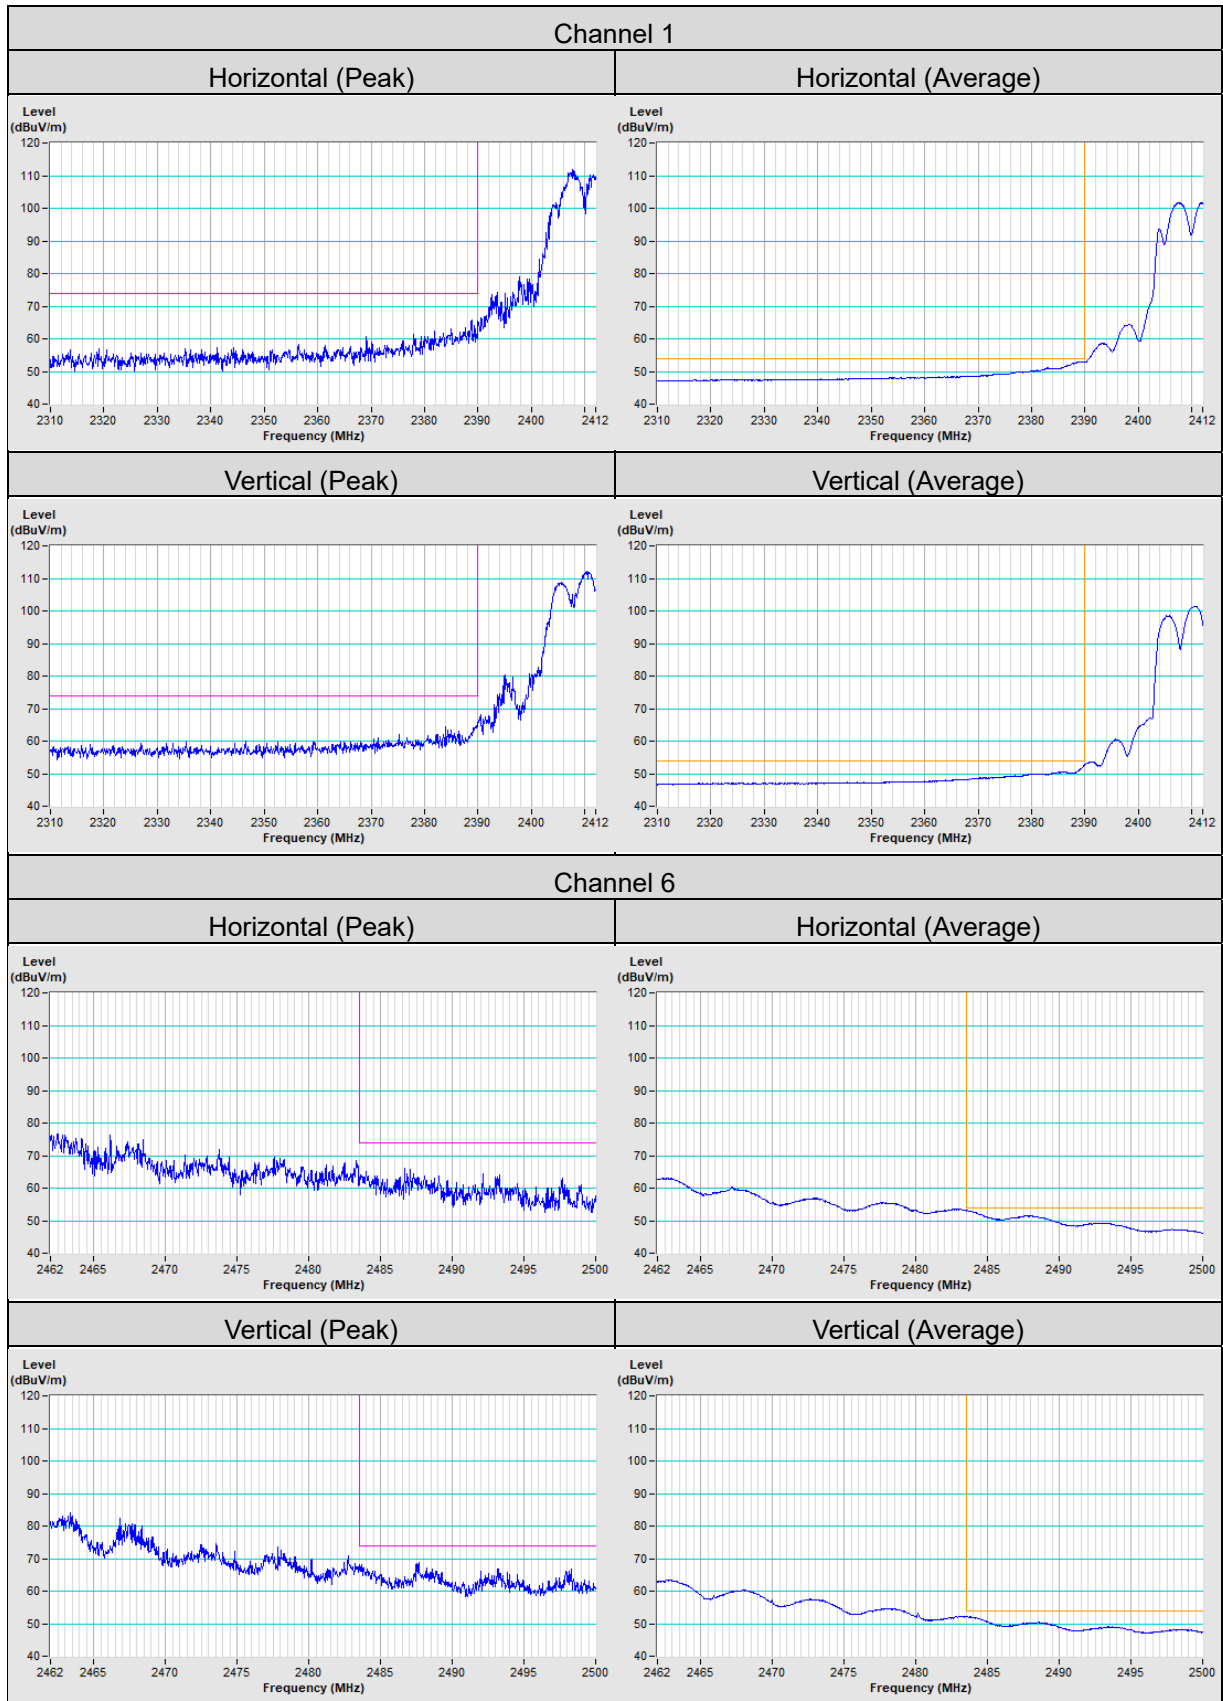 Channel 1
Horizontal (Peak) Horizontal (Average)
Level Level
(dBuV/m) (dBuV/m)
120 120
110 110
100 100
90 90
80 80
70 70
60 60
50 50
40 40
2310 2320 2330 2340 2350 2360 2370 2380 2390 2400 2412 2310 2320 2330 2340 2350 2360 2370 2380 2390 2400 2412
Frequency (MHz) Frequency (MHz)
Vertical (Peak) Vertical (Average)
Level Level
(dBuV/m) (dBuV/m)
120 120
110 110
100 100
90 90
80 80
70 70
60 60
50 50
40 40
2310 2320 2330 2340 2350 2360 2370 2380 2390 2400 2412 2310 2320 2330 2340 2350 2360 2370 2380 2390 2400 2412
Frequency (MHz) Frequency (MHz)
Channel 6
Horizontal (Peak) Horizontal (Average)
Level Level
(dBuV/m) (dBuV/m)
120 120
110 110
100 100
90 90
80 80
70 70
60 60
50 50
40 40
2462 2465 2470 2475 2480 2485 2490 2495 2500 2462 2465 2470 2475 2480 2485 2490 2495 2500
Frequency (MHz) Frequency (MHz)
Vertical (Peak) Vertical (Average)
Level Level
(dBuV/m) (dBuV/m)
120 120
110 110
100 100
90 90
80 80
70 70
60 60
50 50
40 40
2462 2465 2470 2475 2480 2485 2490 2495 2500 2462 2465 2470 2475 2480 2485 2490 2495 2500
Frequency (MHz) Frequency (MHz)